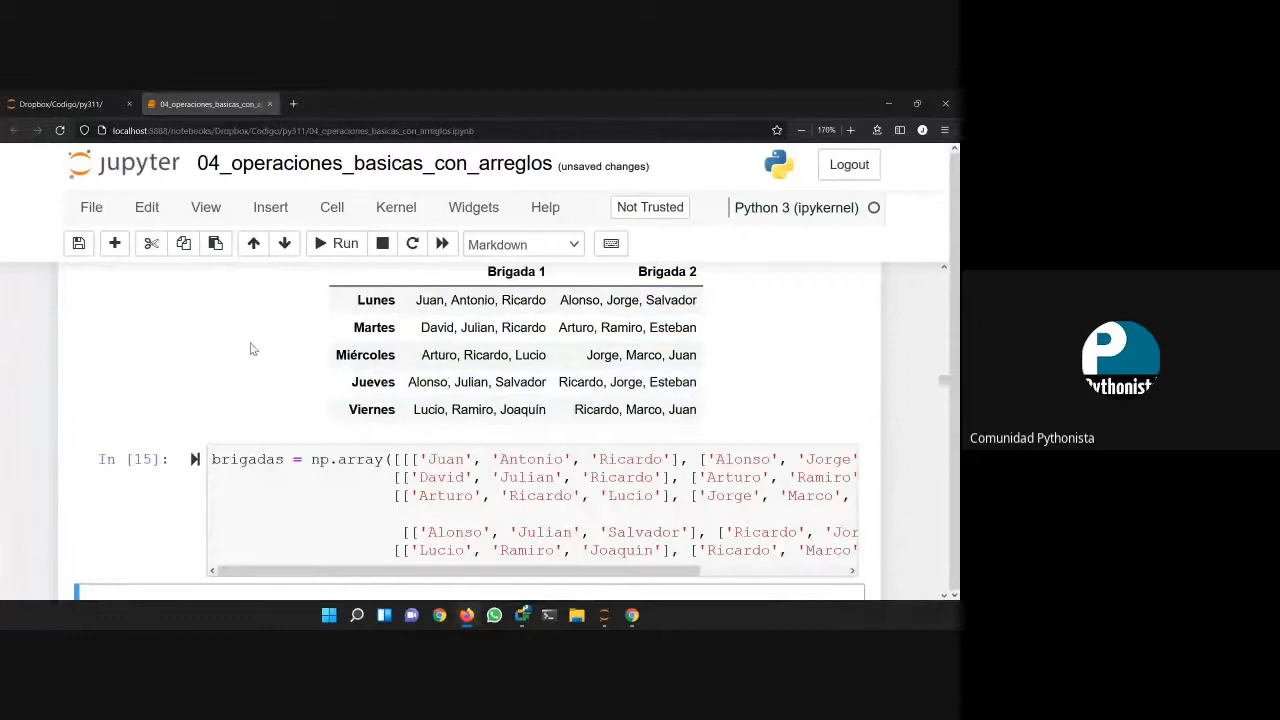 Dropbox/Codigo/py311/ × 04_operaciones_basicas_con_a × +
localhost:8888/notebooks/Dropbox/Codigo/py311/04_operaciones_basicas_con_arreglos.ipynb 170%
jupyter 04_operaciones_basicas_con_arreglos (unsaved changes) Logout
File Edit View Insert Cell Kernel Widgets Help Not Trusted Python 3 (ipykernel)
Run Markdown
Brigada 1 Brigada 2
Lunes Juan, Antonio, Ricardo Alonso, Jorge, Salvador
Martes David, Julian, Ricardo Arturo, Ramiro, Esteban
Miércoles Arturo, Ricardo, Lucio Jorge, Marco, Juan
Jueves Alonso, Julian, Salvador Ricardo, Jorge, Esteban
Viernes Lucio, Ramiro, Joaquín Ricardo, Marco, Juan
In [15]: brigadas = np.array([[['Juan', 'Antonio', 'Ricardo'], ['Alonso', 'Jorge'
[['David', 'Julian', 'Ricardo'], ['Arturo', 'Ramiro'
[['Arturo', 'Ricardo', 'Lucio'], ['Jorge', 'Marco',
[['Alonso', 'Julian', 'Salvador'], ['Ricardo', 'Jor
[['Lucio', 'Ramiro', 'Joaquín'], ['Ricardo', 'Marco'
Pythonist
Comunidad Pythonista